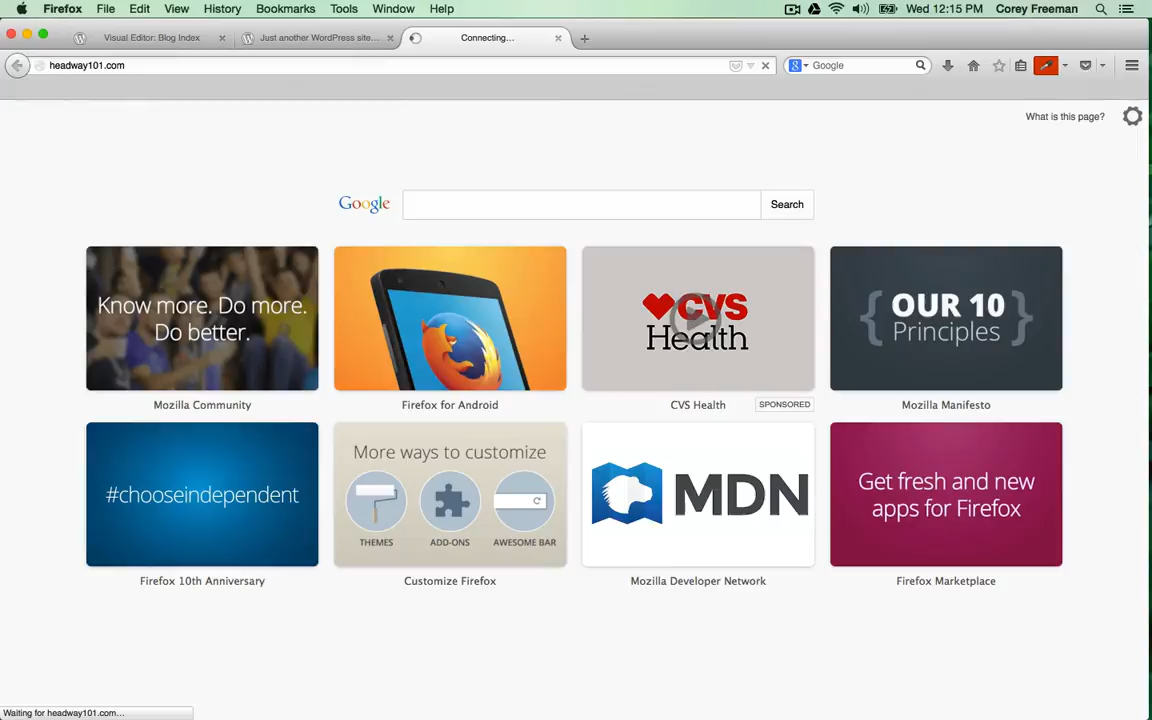 Firefox File Edit View History Bookmarks Tools Window Help Wed 12:15 PM Corey Freeman
Visual Editor: Blog Index Just another WordPress site... Connecting...
headway101.com Google
What is this page?
Google Search
Know more. Do more.
Do better.
CVS
Health
OUR 10
Principles
Mozilla Community Firefox for Android CVS Health SPONSORED Mozilla Manifesto
#chooseindependent
More ways to customize
THEMES ADD-ONS AWESOME BAR
MDN
Get fresh and new
apps for Firefox
Firefox 10th Anniversary Customize Firefox Mozilla Developer Network Firefox Marketplace
Waiting for headway101.com...